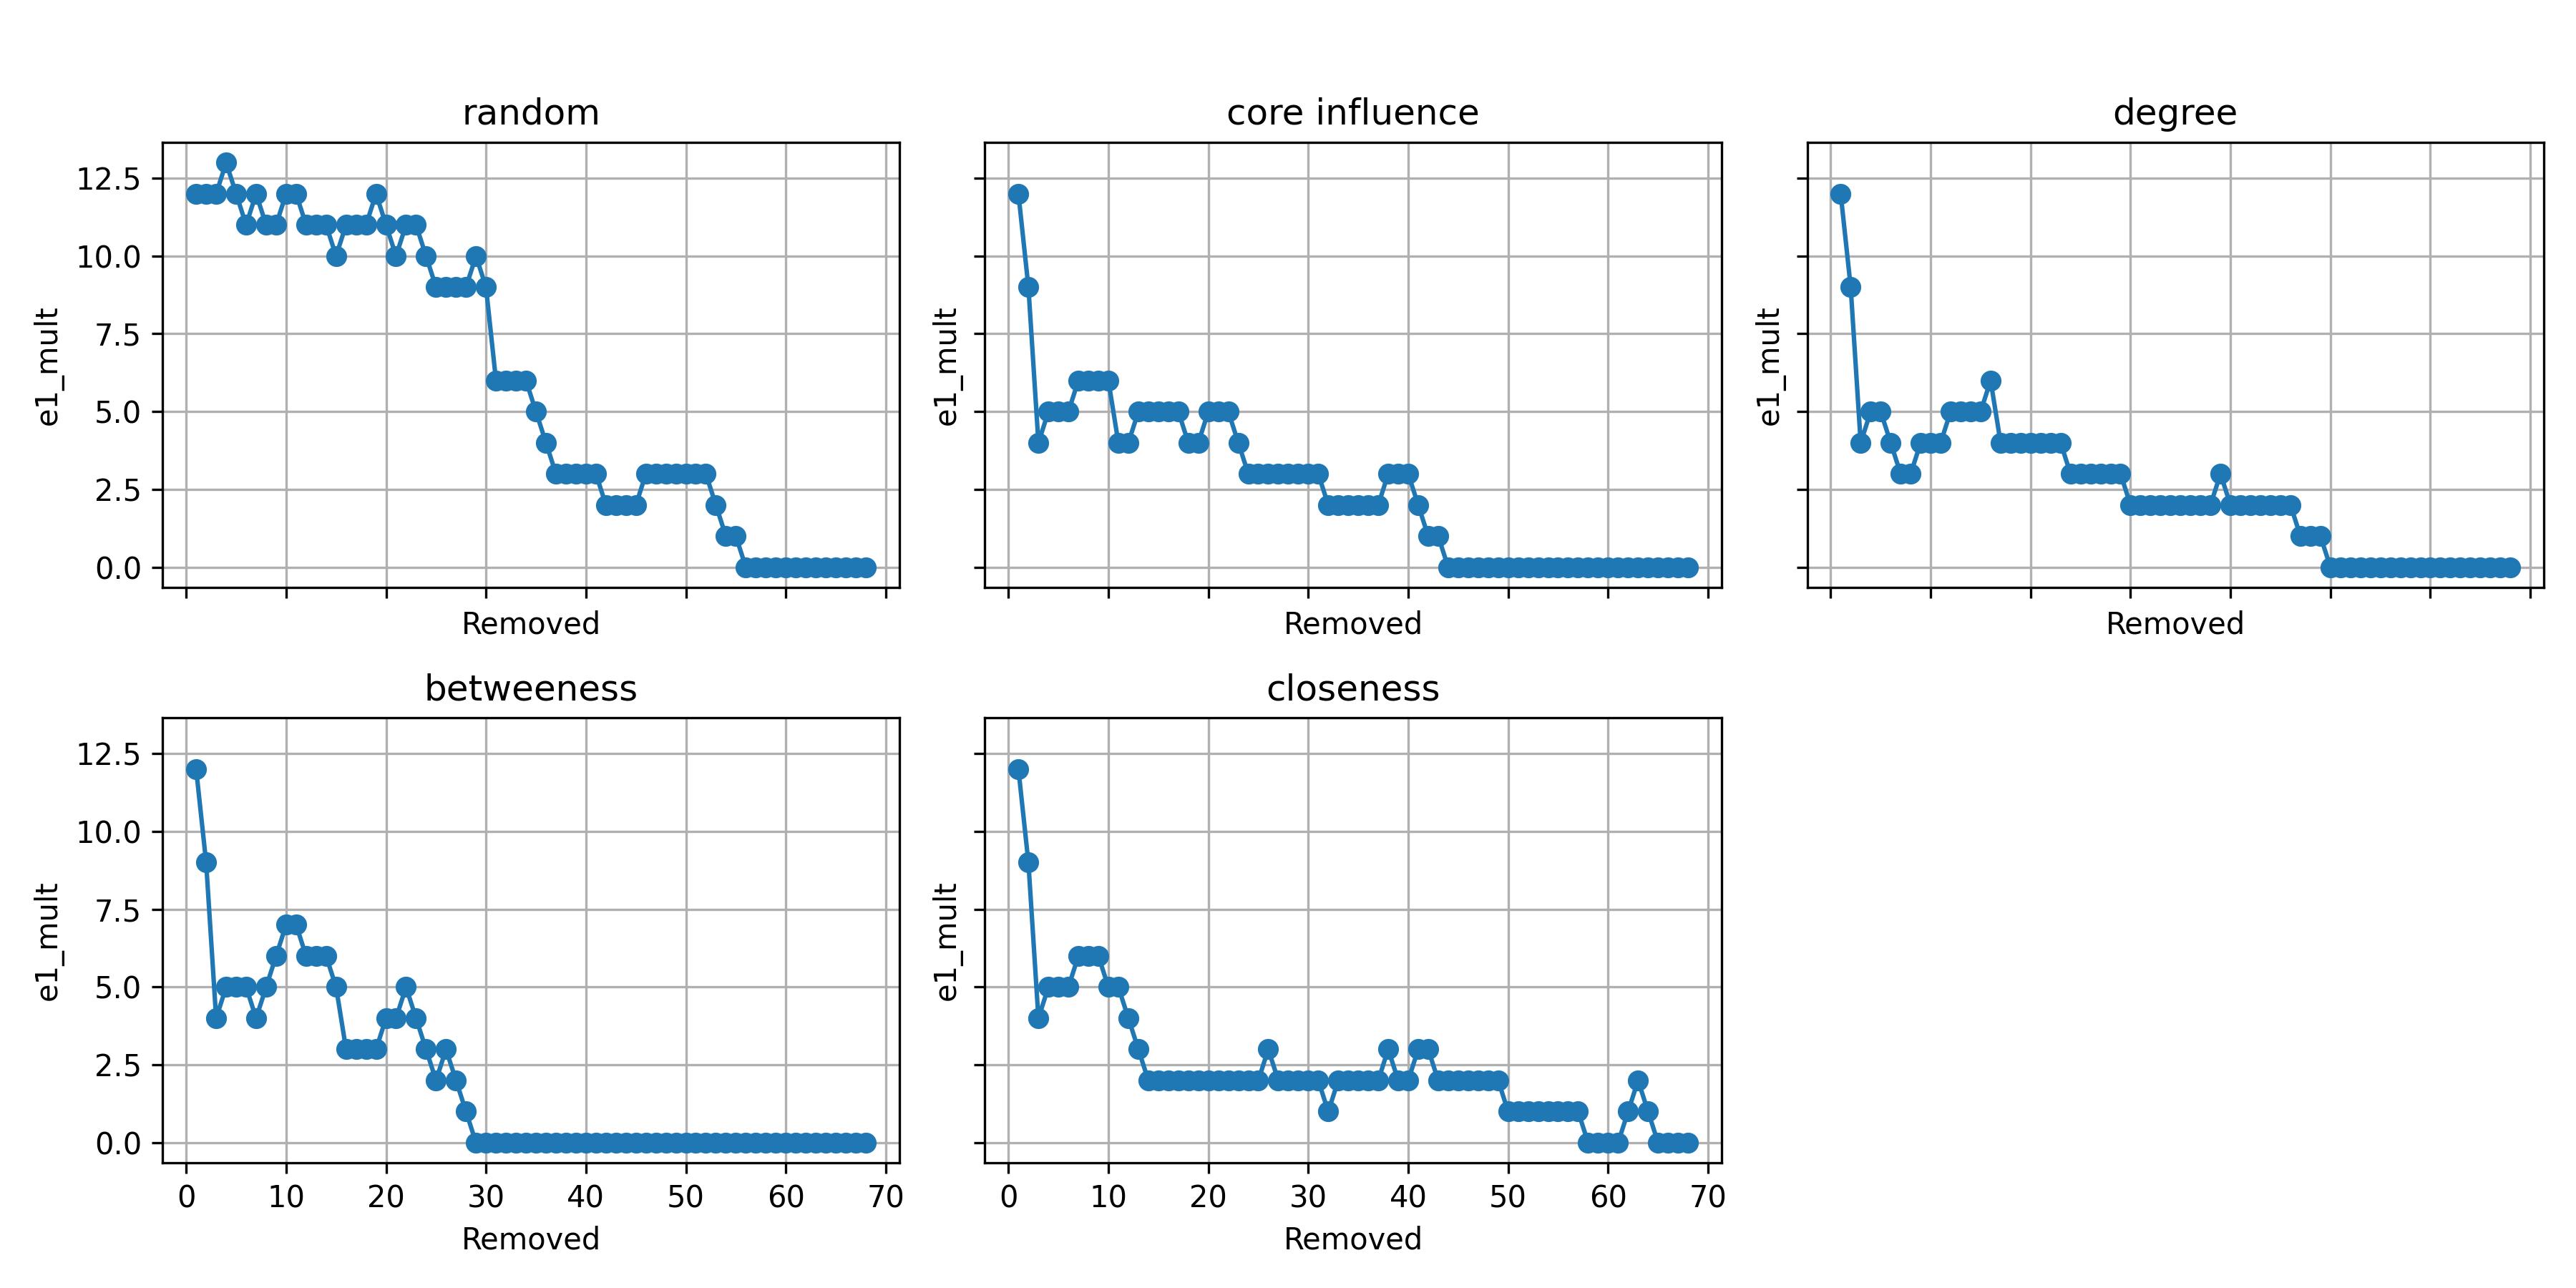 random
core influence
degree
12.5
10.0
7.5
5.0
2.5
0.0
e1_mult
e1_mult
e1_mult
Removed
Removed
Removed
betweeness
closeness
12.5
10.0
7.5
5.0
2.5
0.0
e1_mult
e1_mult
0 10 20 30 40 50 60 70
0 10 20 30 40 50 60 70
Removed
Removed